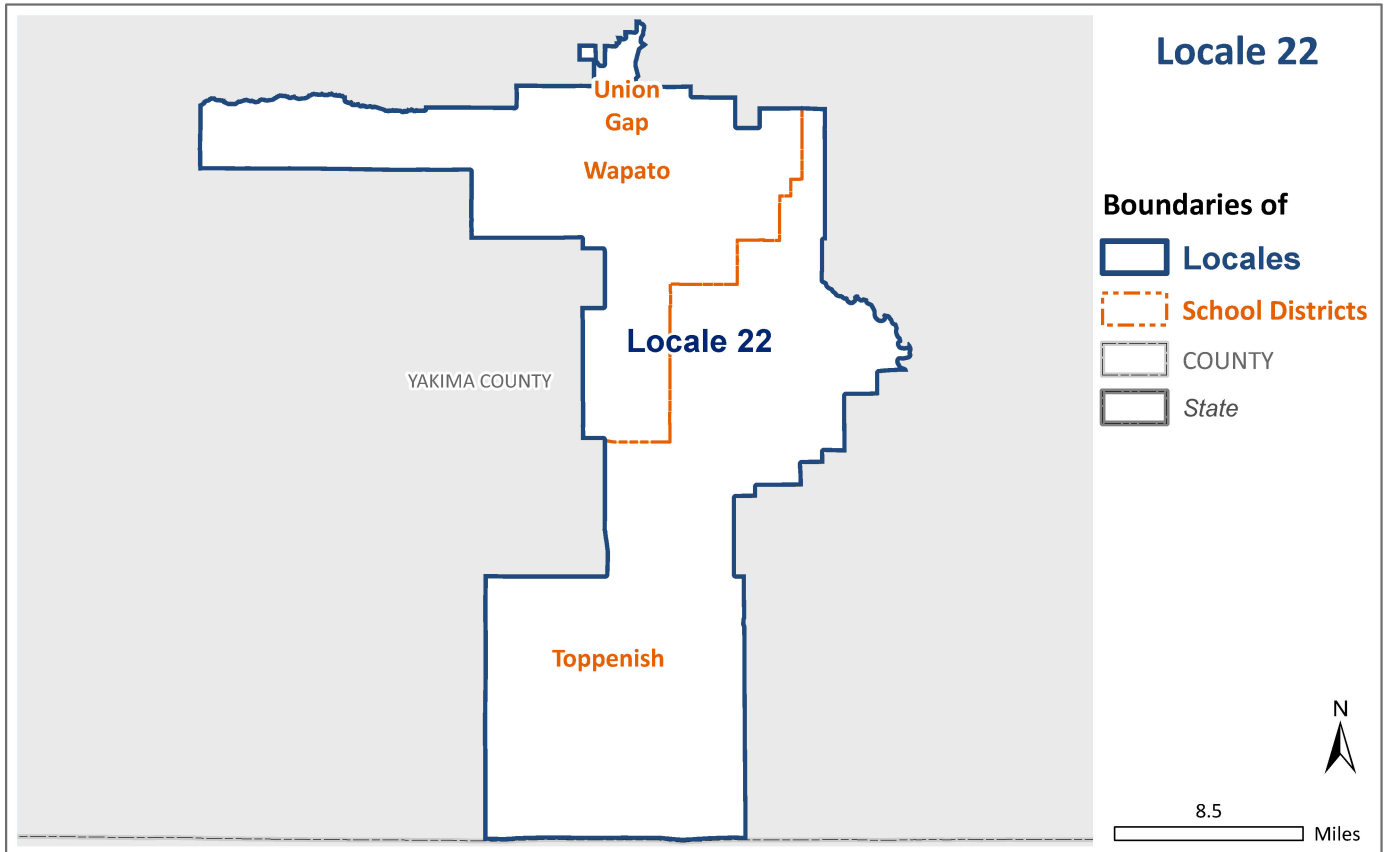 Locale 22
Union
Gap
Wapato
Locale 22
YAKIMA COUNTY
Toppenish
Boundaries of
Locales
School Districts
COUNTY
State
N
8.5
Miles